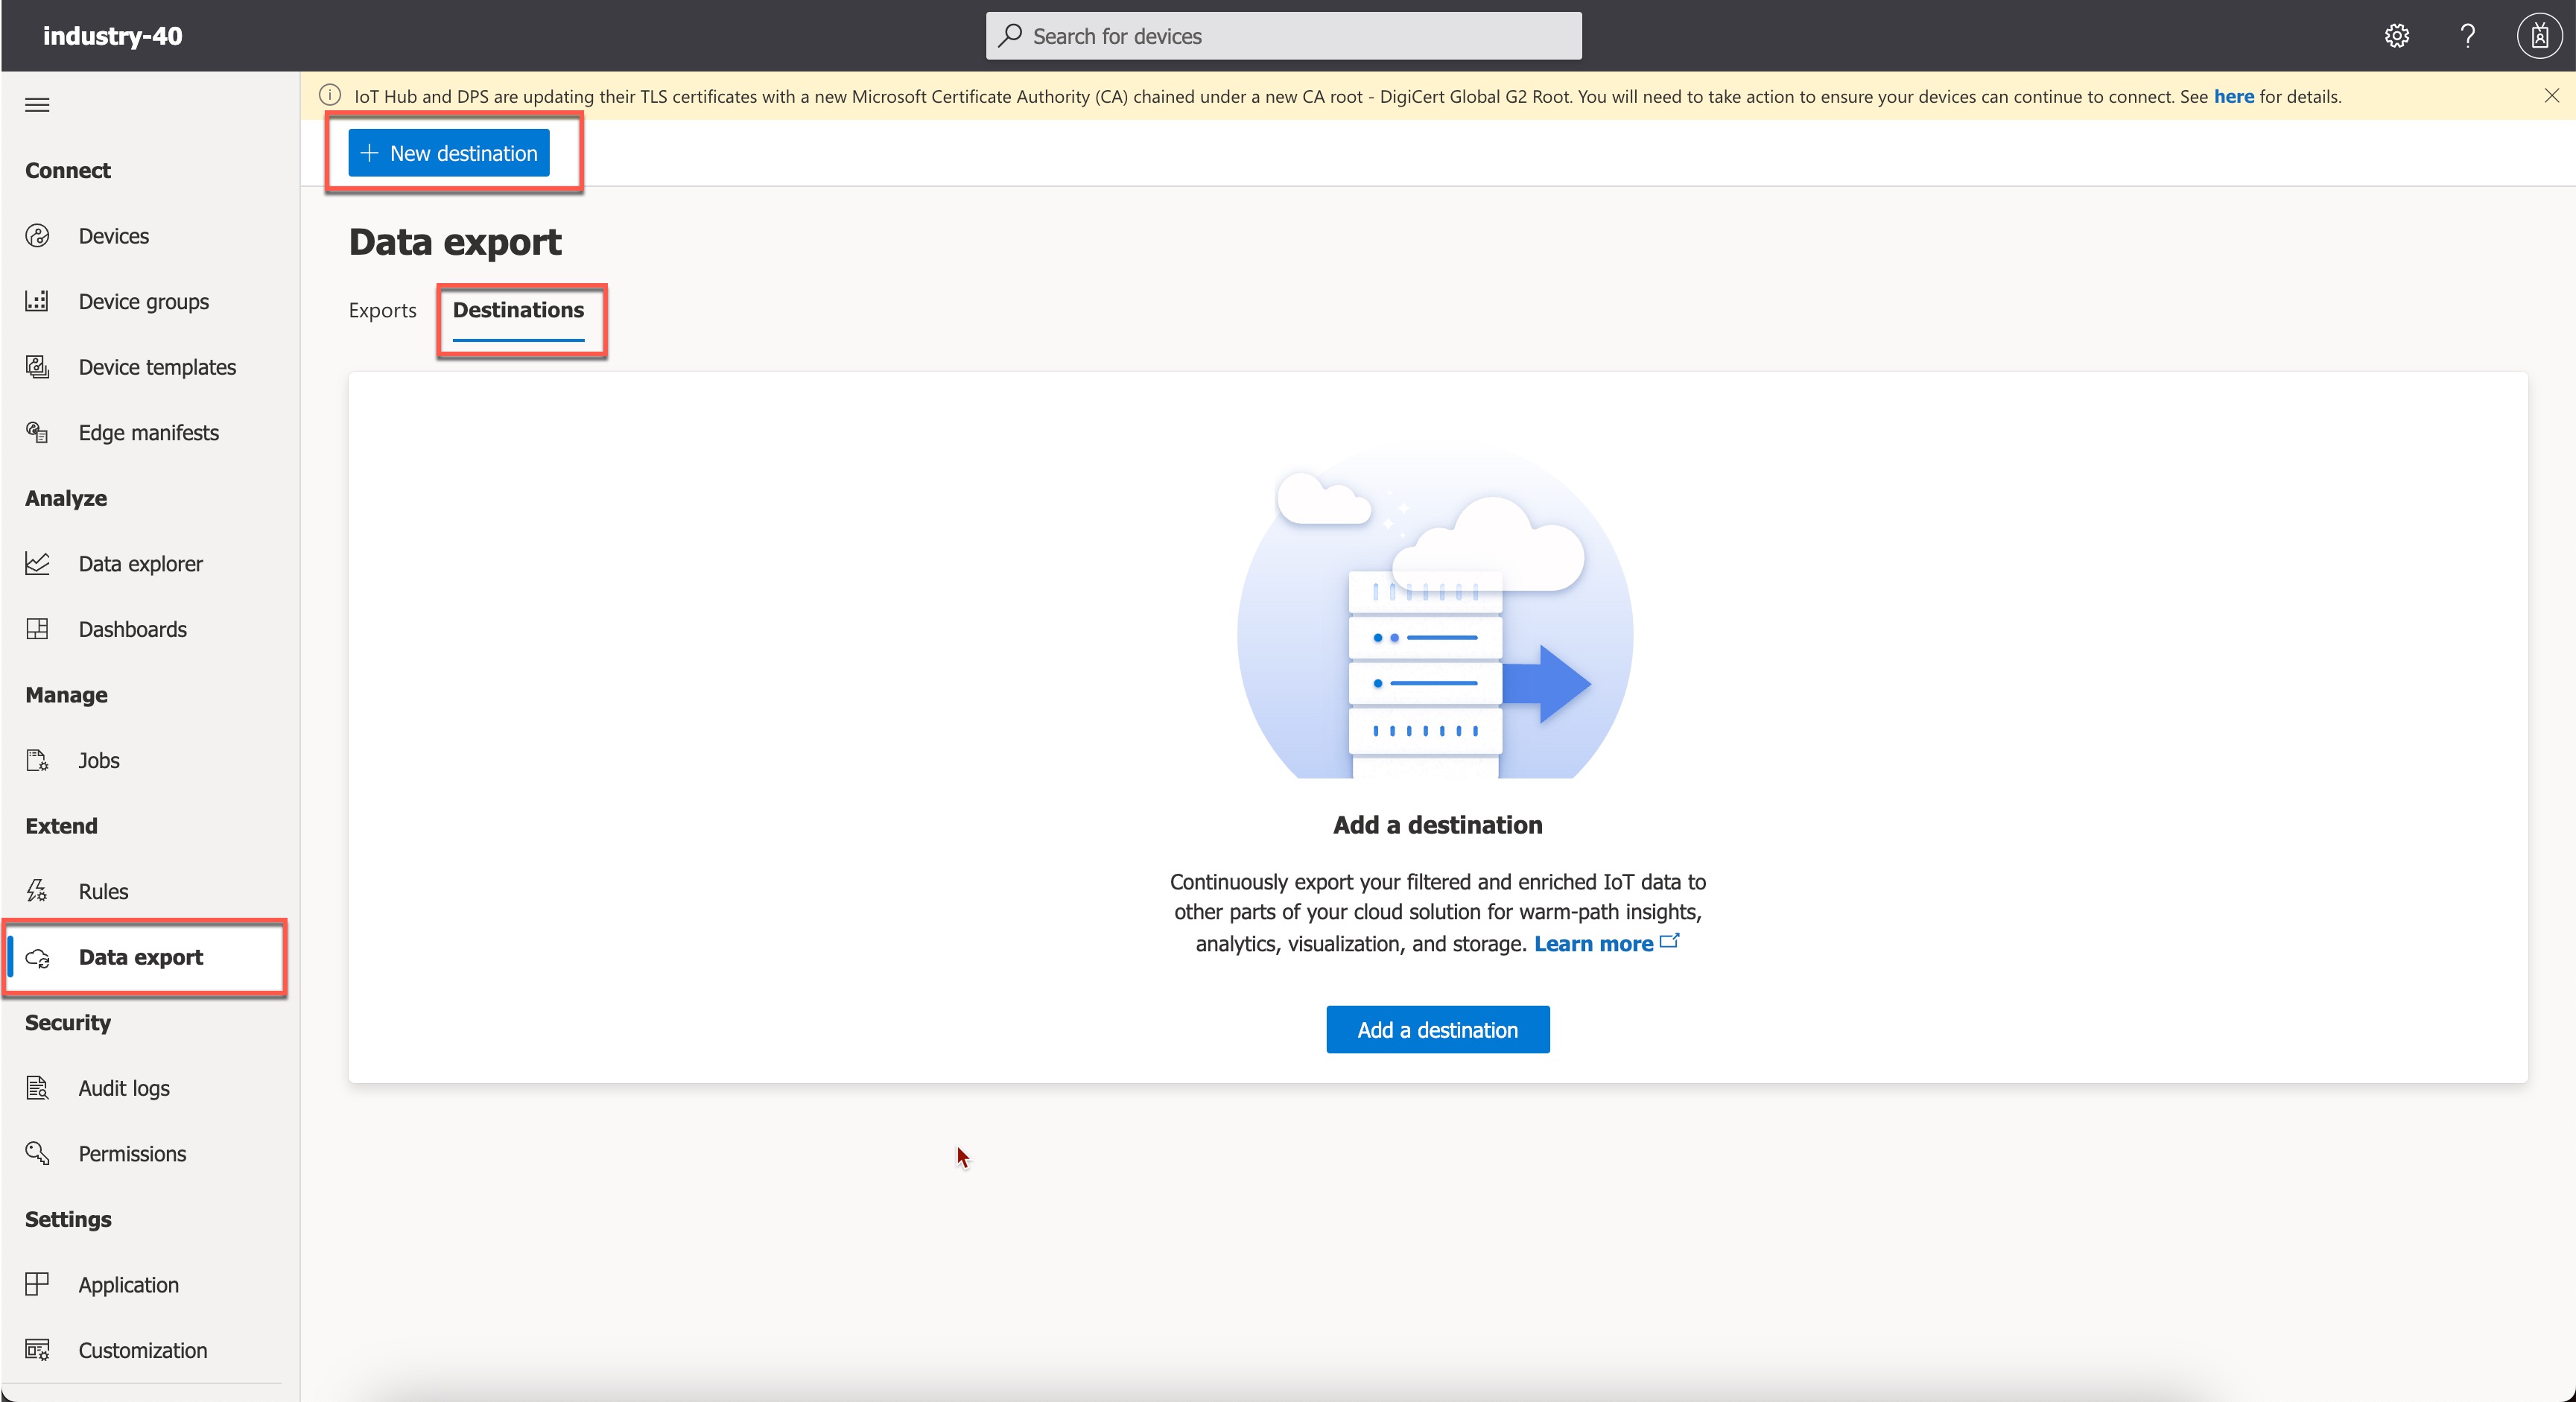 industry-40
Search for devices
?
IoT Hub and DPS are updating their TLS certificates with a new Microsoft Certificate Authority (CA) chained under a new CA root - DigiCert Global G2 Root. You will need to take action to ensure your devices can continue to connect. See here for details.
Connect
Devices
Device groups
Device templates
Edge manifests
Analyze
Data explorer
Dashboards
Manage
Jobs
Extend
Rules
Data export
Security
Audit logs
Permissions
Settings
Application
Customization
+ New destination
Data export
Exports Destinations
Add a destination
Continuously export your filtered and enriched IoT data to
other parts of your cloud solution for warm-path insights,
analytics, visualization, and storage. Learn more
Add a destination